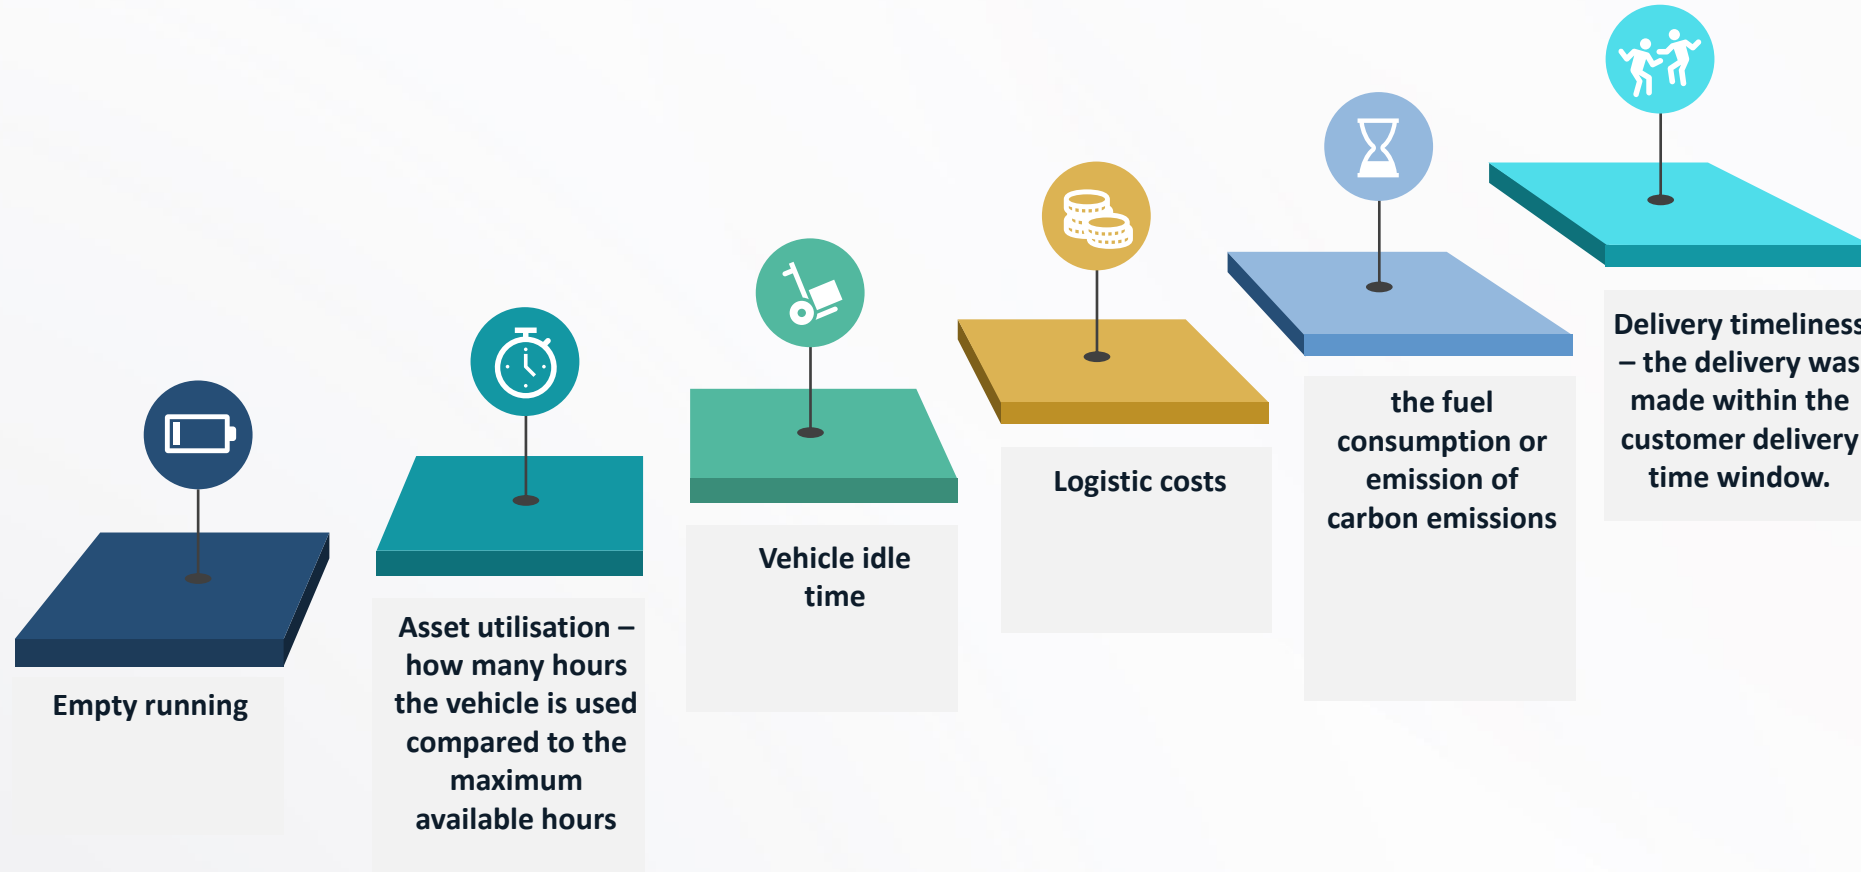 Empty running
Asset utilisation –
how many hours
the vehicle is used
compared to the
maximum
available hours
Vehicle idle
time
Logistic costs
the fuel
consumption or
emission of
carbon emissions
Delivery timeliness
– the delivery was
made within the
customer delivery
time window.